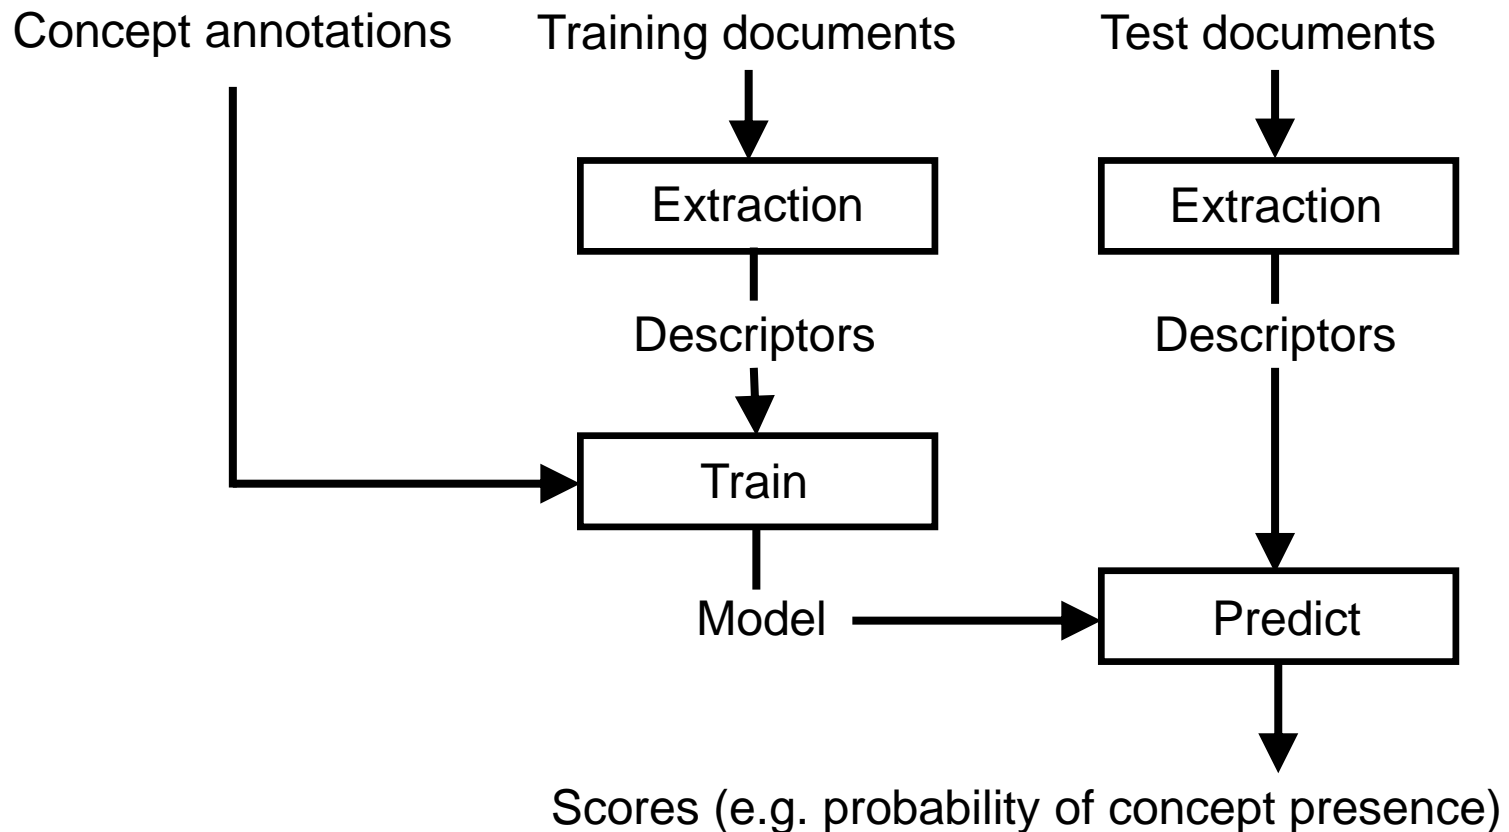 Concept annotations
Training documents
Test documents
Extraction
Extraction
Descriptors
Descriptors
Train
Model
Predict
Scores (e.g. probability of concept presence)